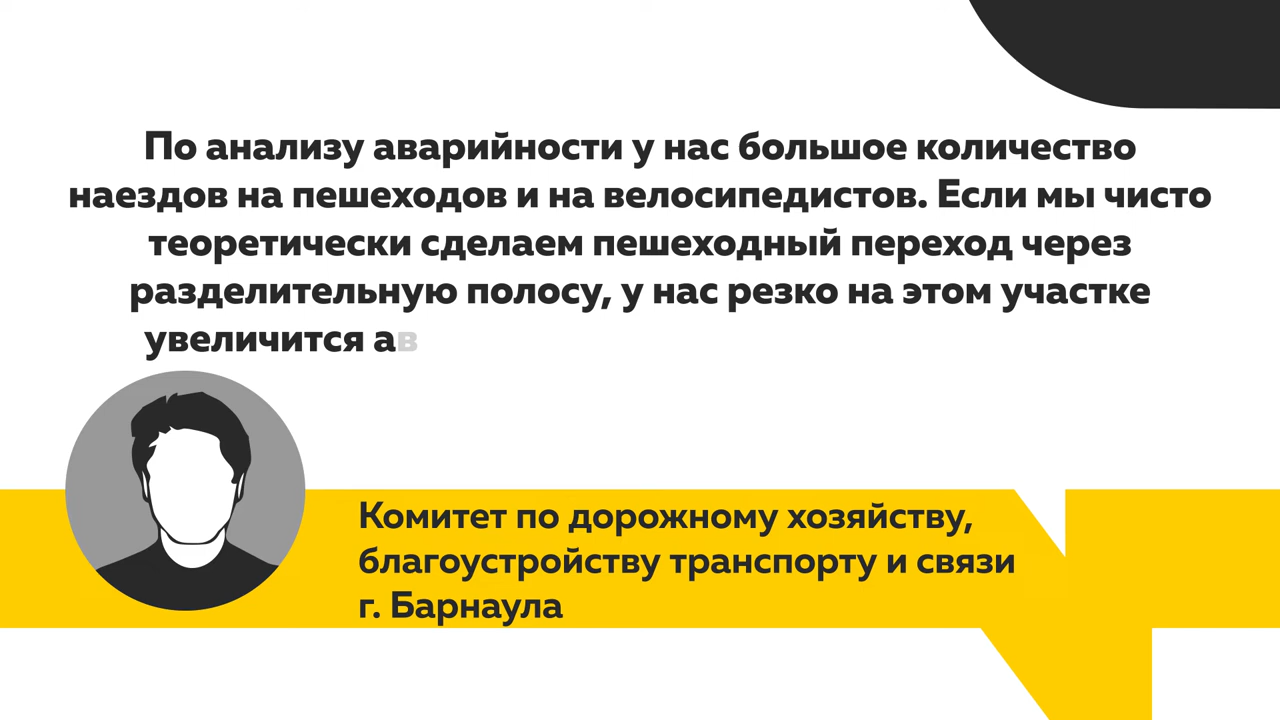 По анализу аварийности у нас большое количество
наездов на пешеходов и на велосипедистов. Если мы чисто
теоретически сделаем пешеходный переход через
разделительную полосу, у нас резко на этом участке
увеличится ав
Комитет по дорожному хозяйству,
благоустройству транспорту и связи
г. Барнаула